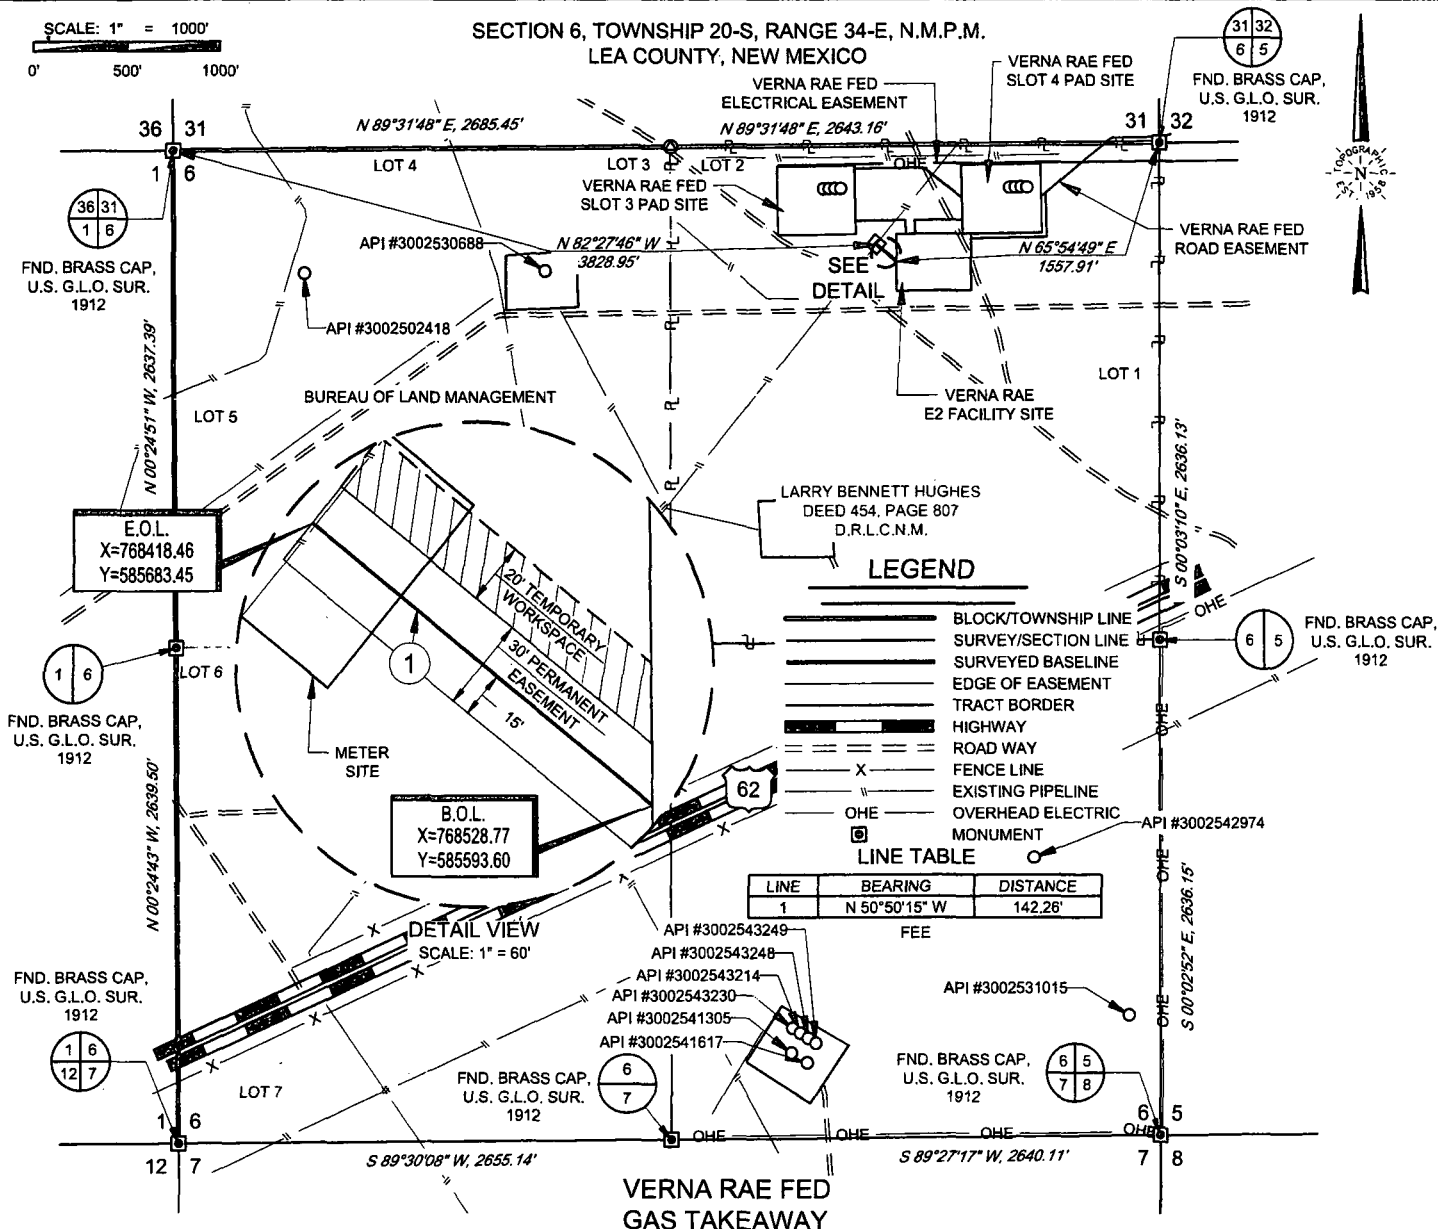 SCALE: 1" = 1000'
0' 500' 1000'
SECTION 6, TOWNSHIP 20-S, RANGE 34-E, N.M.P.M.
LEA COUNTY, NEW MEXICO
31 32
6 5
FND. BRASS CAP,
U.S. G.L.O. SUR.
1912
TOPOGRAPHIC
N
EST. 1958
VERNA RAE FED
ELECTRICAL EASEMENT
VERNA RAE FED
SLOT 4 PAD SITE
36 31
1 6
N 89°31'48" E, 2685.45'
N 89°31'48" E, 2643.16'
31 32
LOT 4
LOT 3
LOT 2
OHE
VERNA RAE FED
SLOT 3 PAD SITE
36 31
1 6
FND. BRASS CAP,
U.S. G.L.O. SUR.
1912
API #3002530688
N 82°27'46" W
3828.95'
SEE
DETAIL
N 65°54'49" E
1557.91'
VERNA RAE FED
ROAD EASEMENT
API #3002502418
N 00°24'51" W, 2637.39'
BUREAU OF LAND MANAGEMENT
LOT 5
LOT 1
VERNA RAE
E2 FACILITY SITE
S 00°03'10" E, 2636.13'
E.O.L.
X=768418.46
Y=585683.45
LARRY BENNETT HUGHES
DEED 454, PAGE 807
D.R.L.C.N.M.
20' TEMPORARY
WORKSPACE
30' PERMANENT
EASEMENT
15'
1
METER
SITE
LEGEND
BLOCK/TOWNSHIP LINE
SURVEY/SECTION LINE
SURVEYED BASELINE
EDGE OF EASEMENT
TRACT BORDER
HIGHWAY
ROAD WAY
X FENCE LINE
EXISTING PIPELINE
OHE OVERHEAD ELECTRIC
MONUMENT
OHE
6 5
FND. BRASS CAP,
U.S. G.L.O. SUR.
1912
OHE
1 6
LOT 6
FND. BRASS CAP,
U.S. G.L.O. SUR.
1912
N 00°24'43" W, 2639.50'
62
B.O.L.
X=768528.77
Y=585593.60
API #3002542974
LINE TABLE
LINE BEARING DISTANCE
1 N 50°50'15" W 142.26'
FEE
OHE
DETAIL VIEW
SCALE: 1" = 60'
X
X
X
X
X
API #3002543249
API #3002543248
API #3002543214
API #3002543230
API #3002541305
API #3002541617
API #3002531015
OHE
S 00°02'52" E, 2636.15'
FND. BRASS CAP,
U.S. G.L.O. SUR.
1912
1 6
12 7
LOT 7
FND. BRASS CAP,
U.S. G.L.O. SUR.
1912
6
7
FND. BRASS CAP,
U.S. G.L.O. SUR.
1912
6 5
7 8
1 6
12 7
OHE OHE OHE OHE
6 5
7 8
S 89°30'08" W, 2655.14'
S 89°27'17" W, 2640.11'
VERNA RAE FED
GAS TAKEAWAY